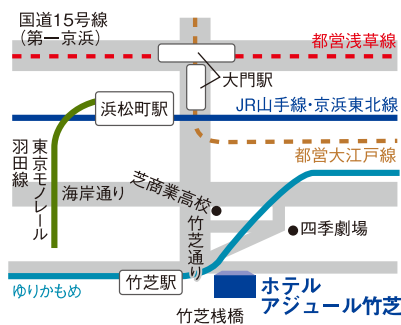 国道15号線
（第一京浜）
都営浅草線
大門駅
浜松町駅
JR山手線・京浜東北線
都営大江戸線
東京モノレール
羽田線
海岸通り
芝商業高校
竹芝通り
四季劇場
ゆりかもめ
竹芝駅
ホテル
アジュール竹芝
竹芝桟橋